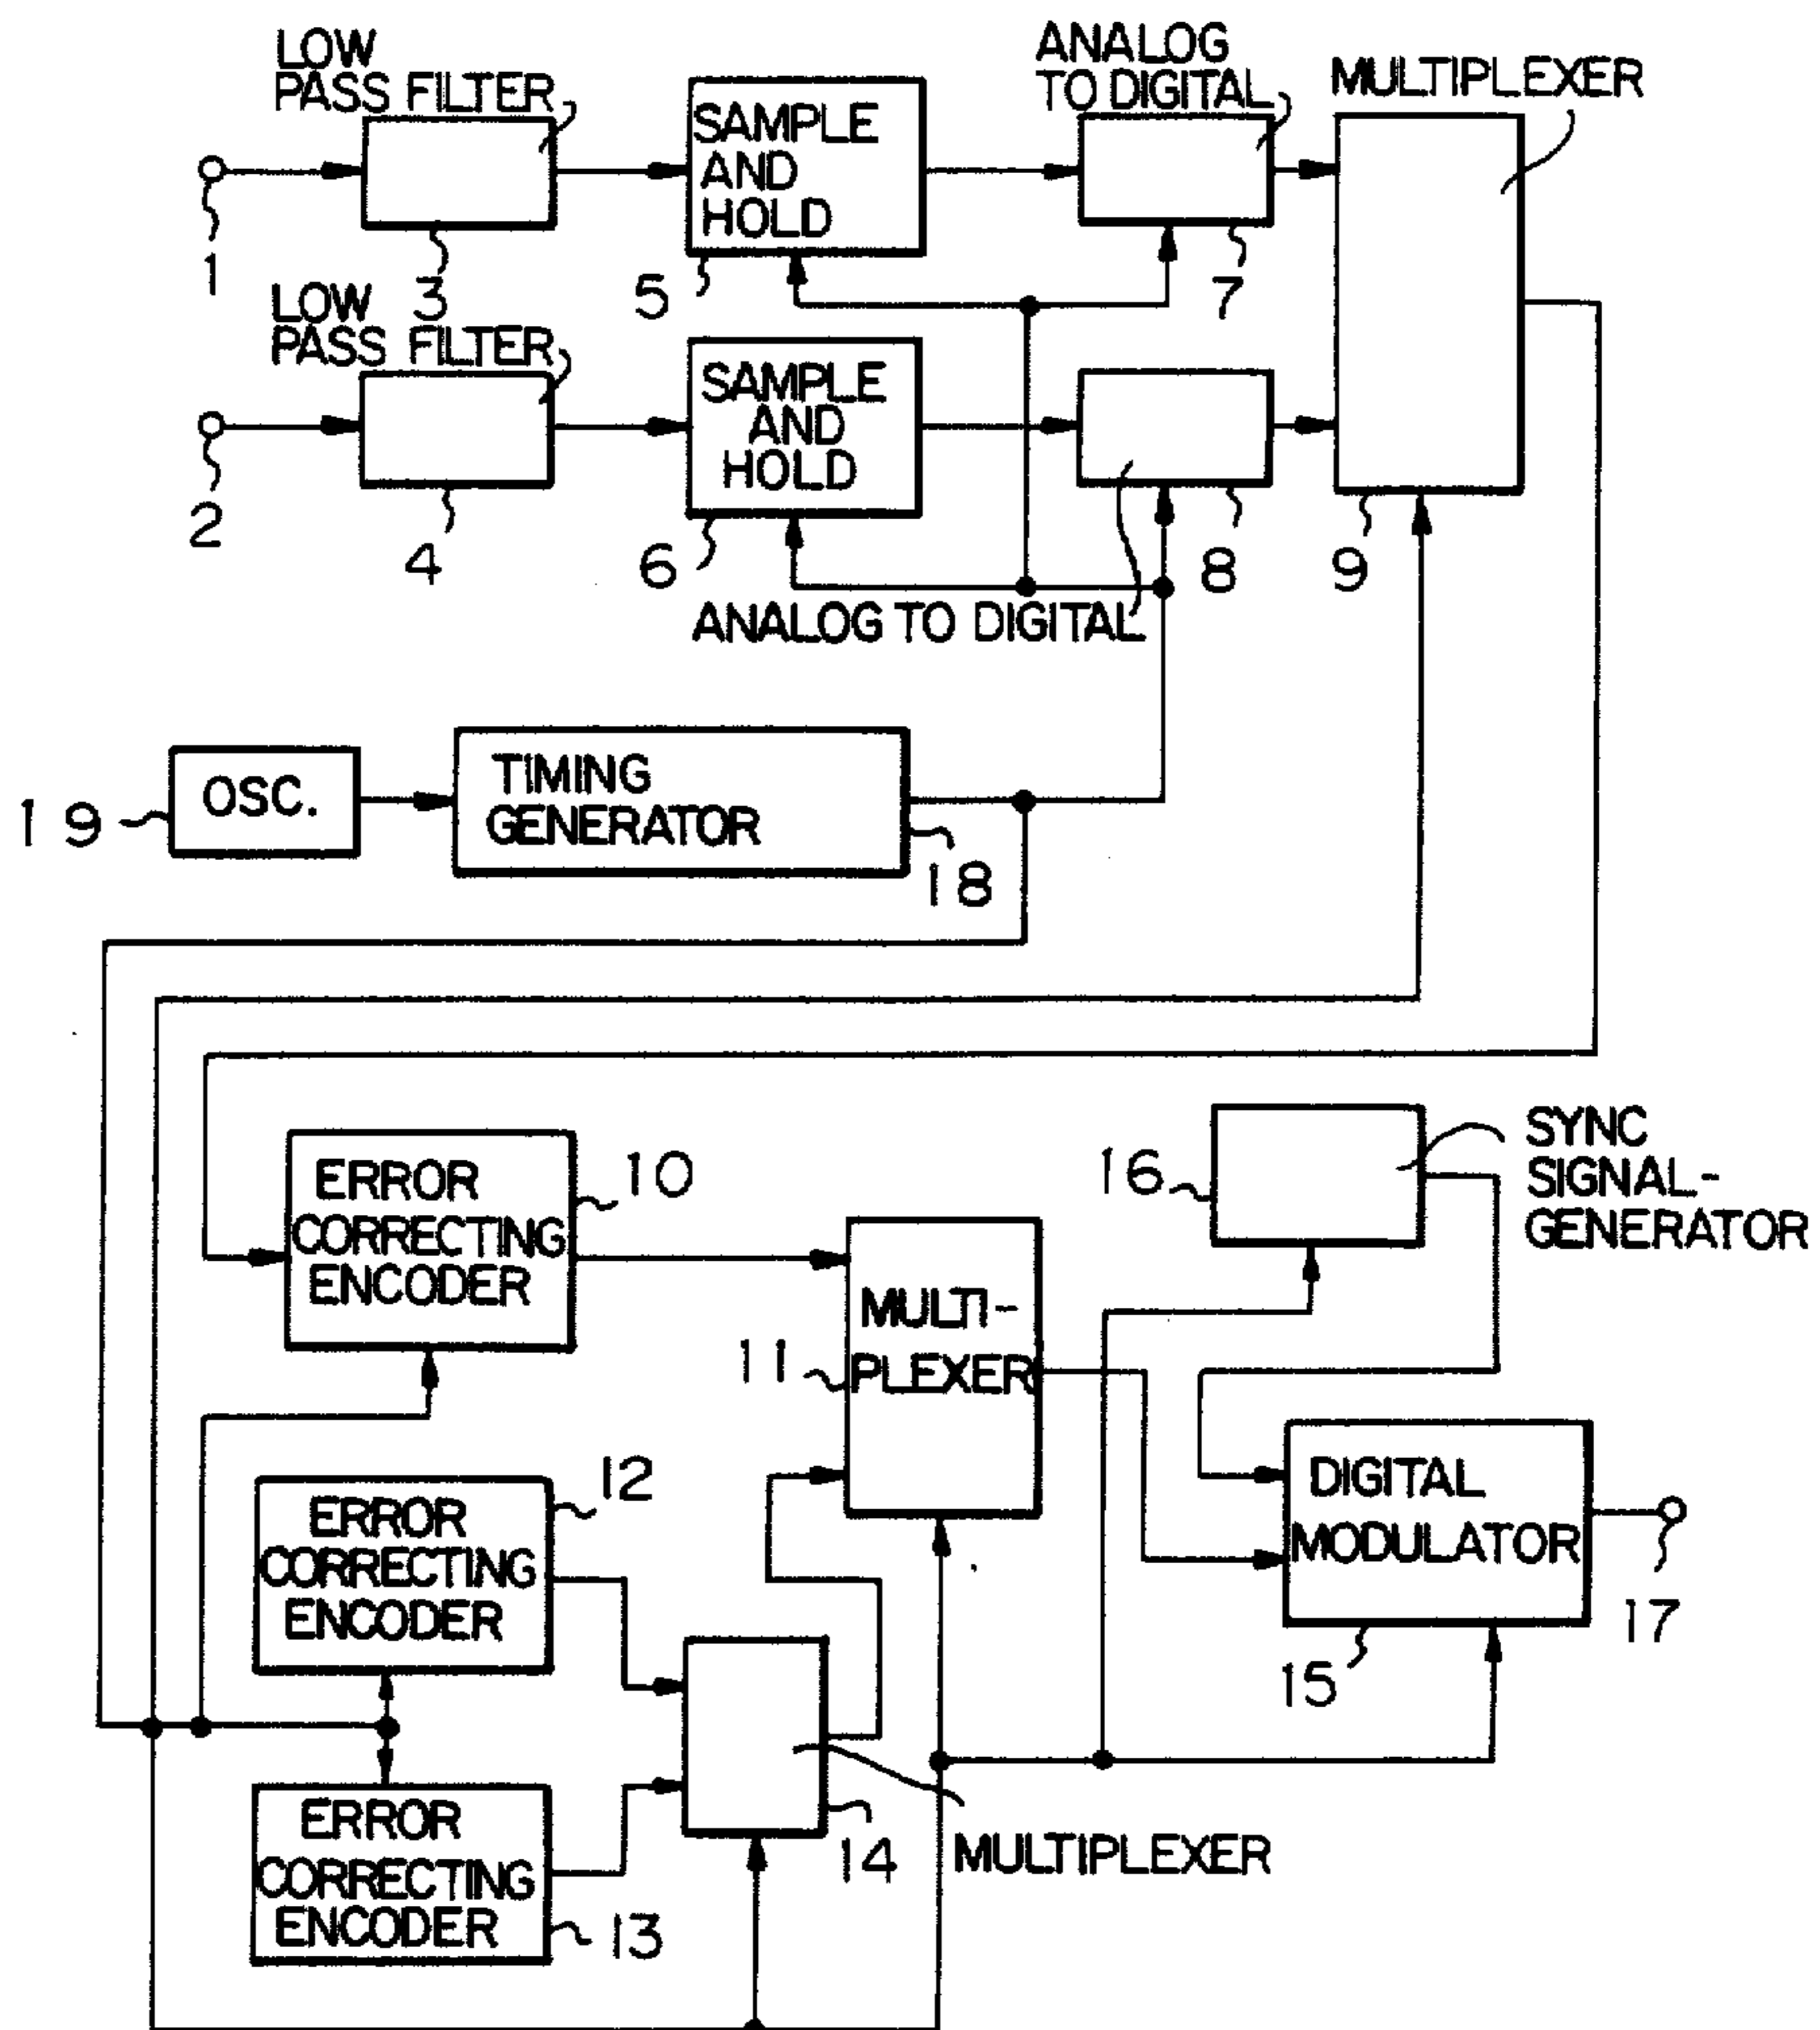 LOW
PASS FILTER
ANALOG
TO DIGITAL
MULTIPLEXER
SAMPLE
AND
HOLD
1
3
5
7
LOW
PASS FILTER
SAMPLE
AND
HOLD
2
4
6
8
9
ANALOG TO DIGITAL
19
OSC.
TIMING
GENERATOR
18
ERROR
CORRECTING
ENCODER
10
16
SYNC
SIGNAL-
GENERATOR
11
MULTI-
PLEXER
12
ERROR
CORRECTING
ENCODER
DIGITAL
MODULATOR
15
17
ERROR
CORRECTING
ENCODER
13
14
MULTIPLEXER